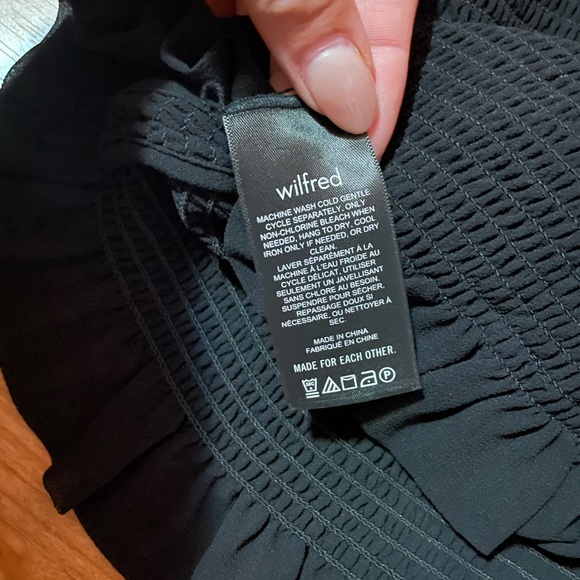 wilfred
MACHINE WASH COLD GENTLE
CYCLE SEPARATELY, ONLY
NON-CHLORINE BLEACH WHEN
NEEDED, HANG TO DRY, COOL
IRON ONLY IF NEEDED, OR DRY
CLEAN.
LAVER SÉPARÉMENT À LA
MACHINE À L'EAU FROIDE AU
CYCLE DÉLICAT, UTILISER
SEULEMENT UN JAVELLISANT
SANS CHLORE AU BESOIN,
SUSPENDRE POUR SÉCHER.
REPASSAGE DOUX SI
NÉCESSAIRE, OU NETTOYER À
SEC.
MADE IN CHINA
FABRIQUÉ EN CHINE
MADE FOR EACH OTHER.